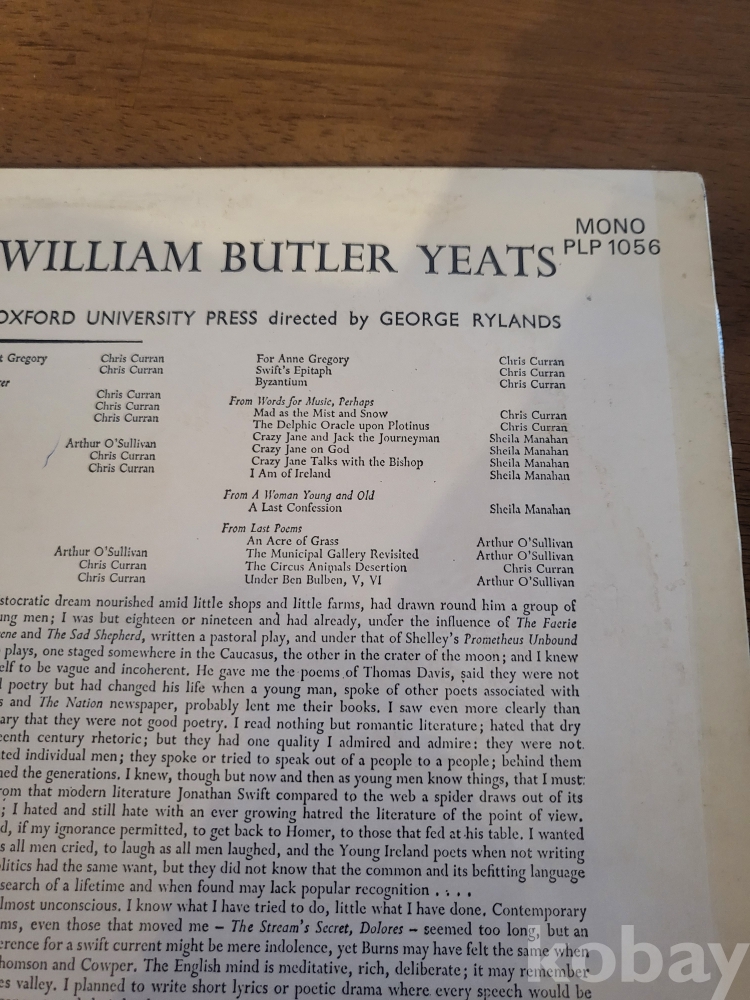 MONO
WILLIAM BUTLER YEATS PLP 1056
OXFORD UNIVERSITY PRESS directed by GEORGE RYLANDS
t Gregory Chris Curran For Anne Gregory Chris Curran
Chris Curran Swift's Epitaph Chris Curran
er Byzantium Chris Curran
Chris Curran From Words for Music, Perhaps
Chris Curran Mad as the Mist and Snow Chris Curran
Chris Curran The Delphic Oracle upon Plotinus Chris Curran
Crazy Jane and Jack the Journeyman Sheila Manahan
Arthur O'Sullivan Crazy Jane on God Sheila Manahan
Chris Curran Crazy Jane Talks with the Bishop Sheila Manahan
Chris Curran I Am of Ireland Sheila Manahan
From A Woman Young and Old
A Last Confession Sheila Manahan
From Last Poems
An Acre of Grass Arthur O'Sullivan
Arthur O'Sullivan The Municipal Gallery Revisited Arthur O'Sullivan
Chris Curran The Circus Animals Desertion Chris Curran
Chris Curran Under Ben Bulben, V, VI Arthur O'Sullivan
stocratic dream nourished amid little shops and little farms, had drawn round him a group of
ung men; I was but eighteen or nineteen and had already, under the influence of The Faerie
ene and The Sad Shepherd, written a pastoral play, and under that of Shelley's Prometheus Unbound
plays, one staged somewhere in the Caucasus, the other in the crater of the moon; and I knew
elf to be vague and incoherent. He gave me the poems of Thomas Davis, said they were not
l poetry but had changed his life when a young man, spoke of other poets associated with
s and The Nation newspaper, probably lent me their books. I saw even more clearly than
ary that they were not good poetry. I read nothing but romantic literature; hated that dry
eenth century rhetoric; but they had one quality I admired and admire: they were not
ted individual men; they spoke or tried to speak out of a people to a people; behind them
hed the generations. I knew, though but now and then as young men know things, that I must
rom that modern literature Jonathan Swift compared to the web a spider draws out of its
; I hated and still hate with an ever growing hatred the literature of the point of view.
d, if my ignorance permitted, to get back to Homer, to those that fed at his table. I wanted
s all men cried, to laugh as all men laughed, and the Young Ireland poets when not writing
olitics had the same want, but they did not know that the common and its befitting language
search of a lifetime and when found may lack popular recognition . . . .
lmost unconscious. I know what I have tried to do, little what I have done. Contemporary
ms, even those that moved me – The Stream's Secret, Dolores – seemed too long, but an
erence for a swift current might be mere indolence, yet Burns may have felt the same when
homson and Cowper. The English mind is meditative, rich, deliberate; it may remember
es valley. I planned to write short lyrics or poetic drama where every speech would be
kobay